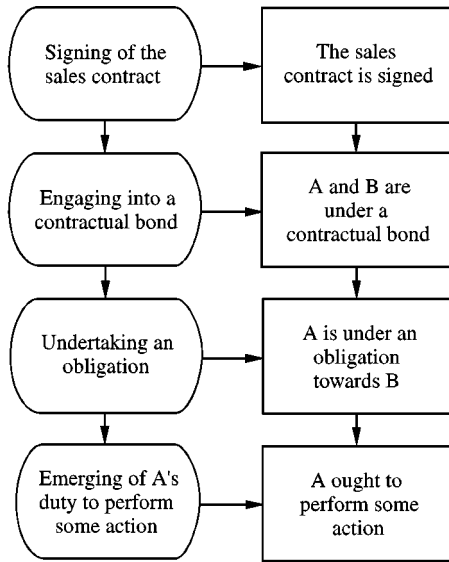 Signing of the
sales contract
The sales
contract is signed
Engaging into a
contractual bond
A and B are
under a
contractual bond
Undertaking an
obligation
A is under an
obligation
towards B
Emerging of A's
duty to perform
some action
A ought to
perform some
action